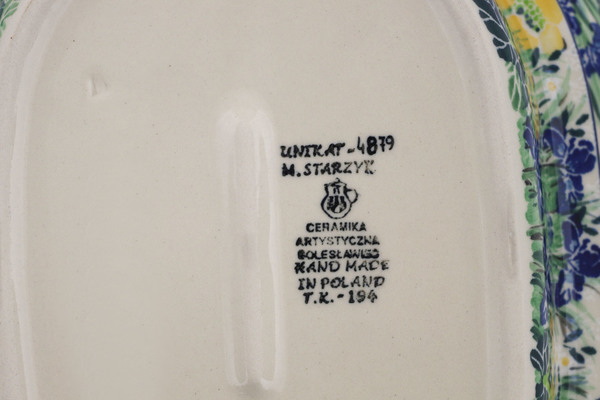 UNIKAT-4879
M. STARZYK
CERAMIKA
ARTYSTYCZNA
BOLESŁAWIEC
HAND MADE
IN POLAND
T.K.-194